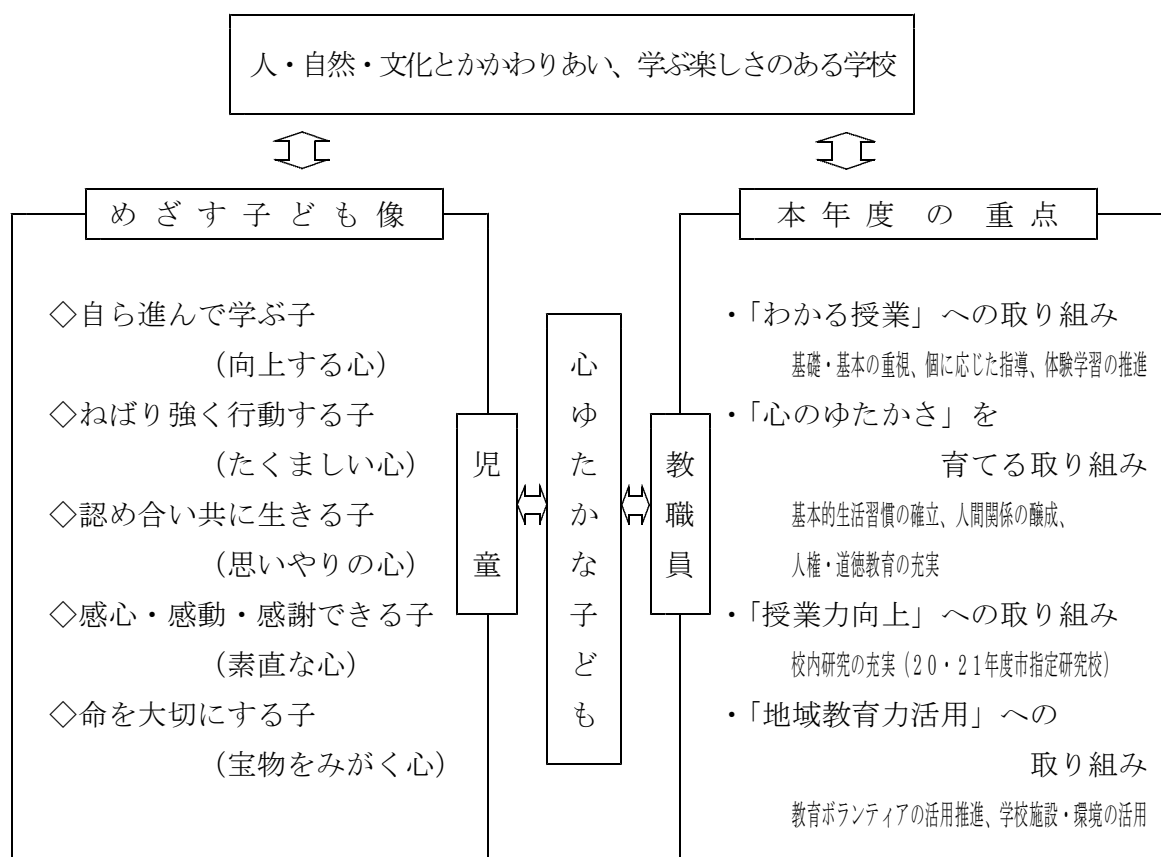 人・自然・文化とかかわりあい、学ぶ楽しさのある学校
めざす子ども像
◇自ら進んで学ぶ子
（向上する心）
◇ねばり強く行動する子
（たくましい心）
◇認め合い共に生きる子
（思いやりの心）
◇感心・感動・感謝できる子
（素直な心）
◇命を大切にする子
（宝物をみがく心）
児童
心ゆたかな子ども
教職員
本年度の重点
・「わかる授業」への取り組み
基礎・基本の重視、個に応じた指導、体験学習の推進
・「心のゆたかさ」を
育てる取り組み
基本的生活習慣の確立、人間関係の醸成、
人権・道徳教育の充実
・「授業力向上」への取り組み
校内研究の充実（２０・２１年度市指定研究校）
・「地域教育力活用」への
取り組み
教育ボランティアの活用推進、学校施設・環境の活用